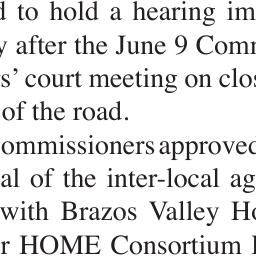 to hold a hearing im
after the June 9 Comm
s' court meeting on clos
of the road.
ommissioners approved
al of the inter-local ag
with Brazos Valley Ho
r HOME Consortium